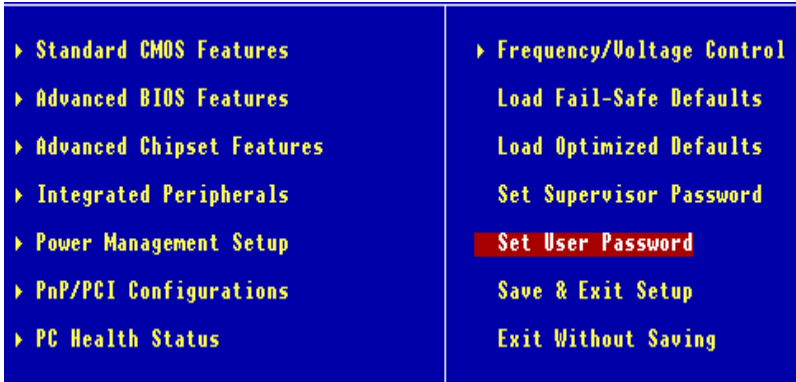 Standard CMOS Features
Advanced BIOS Features
Advanced Chipset Features
Integrated Peripherals
Power Management Setup
PnP/PCI Configurations
PC Health Status
Frequency/Voltage Control
Load Fail-Safe Defaults
Load Optimized Defaults
Set Supervisor Password
Set User Password
Save & Exit Setup
Exit Without Saving